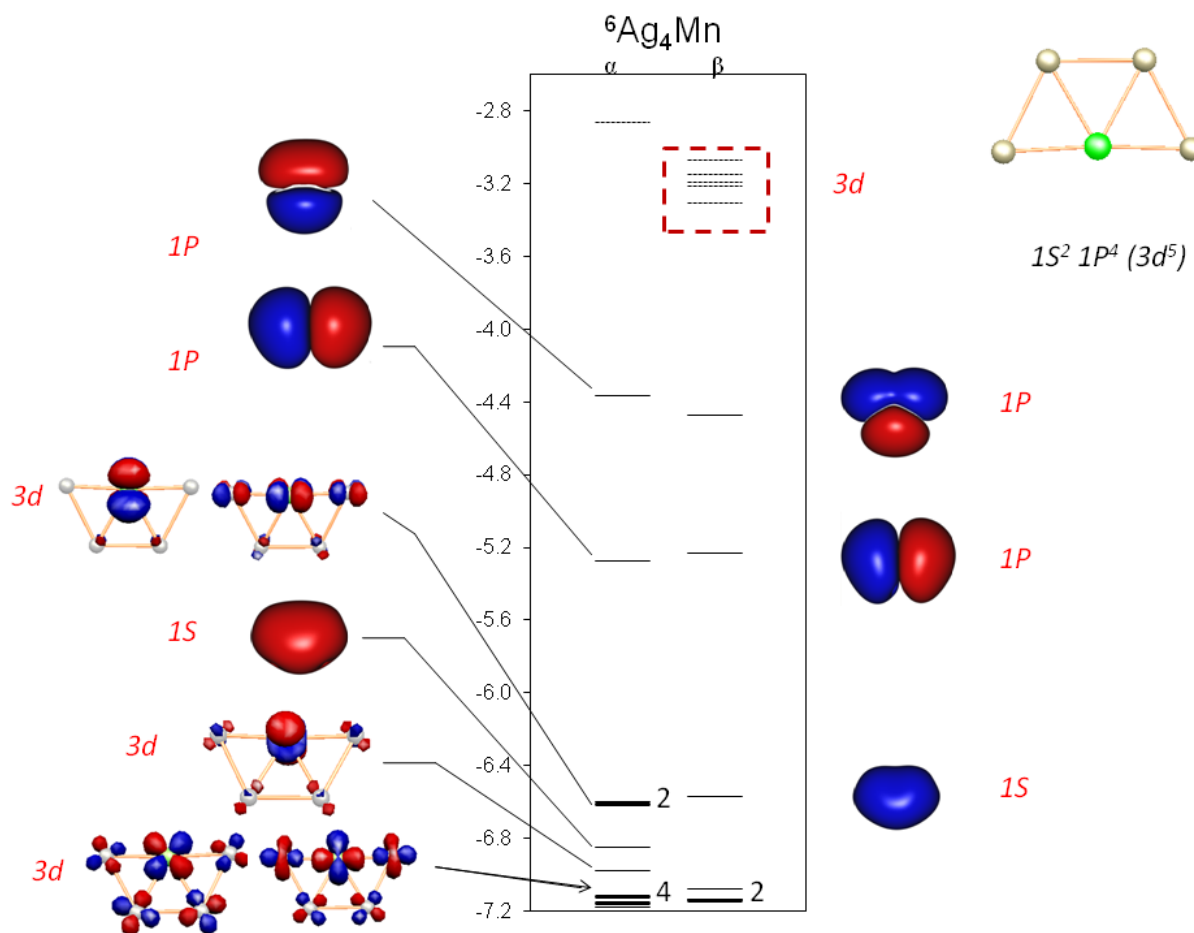 ⁶Ag₄Mn
α β
-2.8
-3.2
-3.6
-4.0
-4.4
-4.8
-5.2
-5.6
-6.0
-6.4
-6.8
-7.2
1P
1P
3d
1S
3d
3d
2
4
2
3d
1S² 1P⁴ (3d⁵)
1P
1P
1S